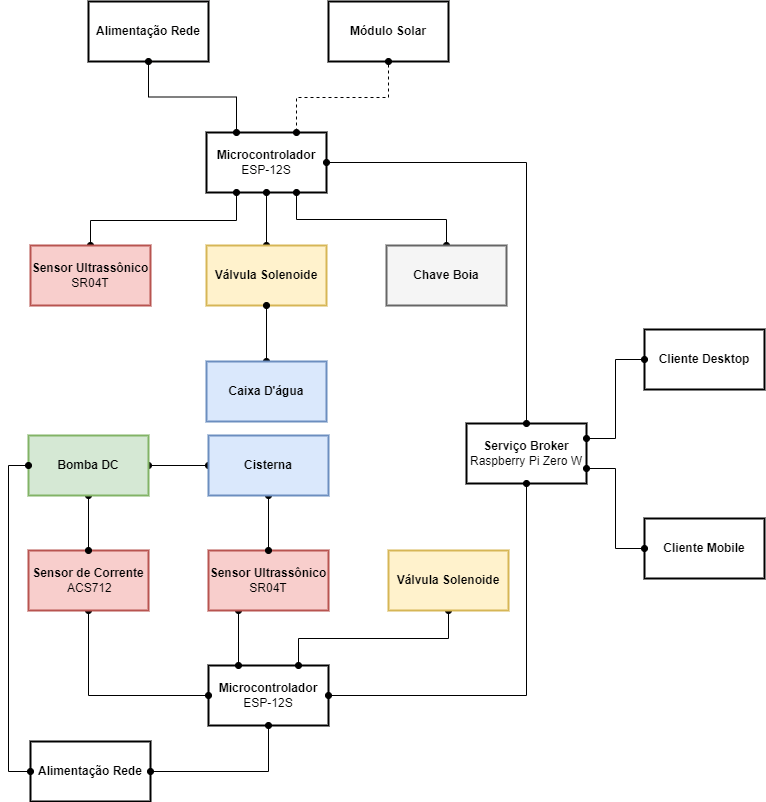 Alimentação Rede
Módulo Solar
Microcontrolador
ESP-12S
Sensor Ultrassônico
SR04T
Válvula Solenoide
Chave Boia
Cliente Desktop
Caixa D'água
Serviço Broker
Raspberry Pi Zero W
Bomba DC
Cisterna
Cliente Mobile
Sensor de Corrente
ACS712
Sensor Ultrassônico
SR04T
Válvula Solenoide
Microcontrolador
ESP-12S
Alimentação Rede